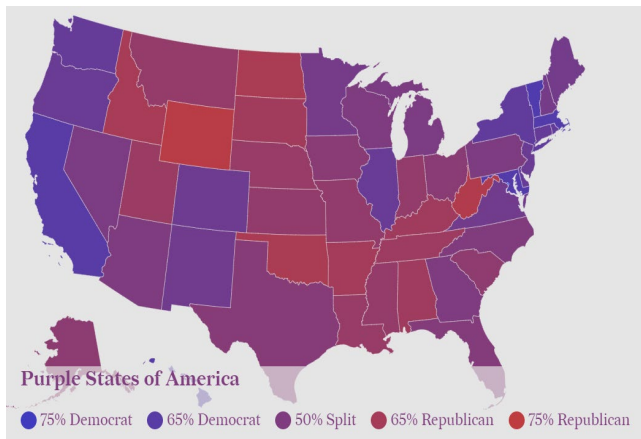 Purple States of America
75% Democrat 65% Democrat 50% Split 65% Republican 75% Republican